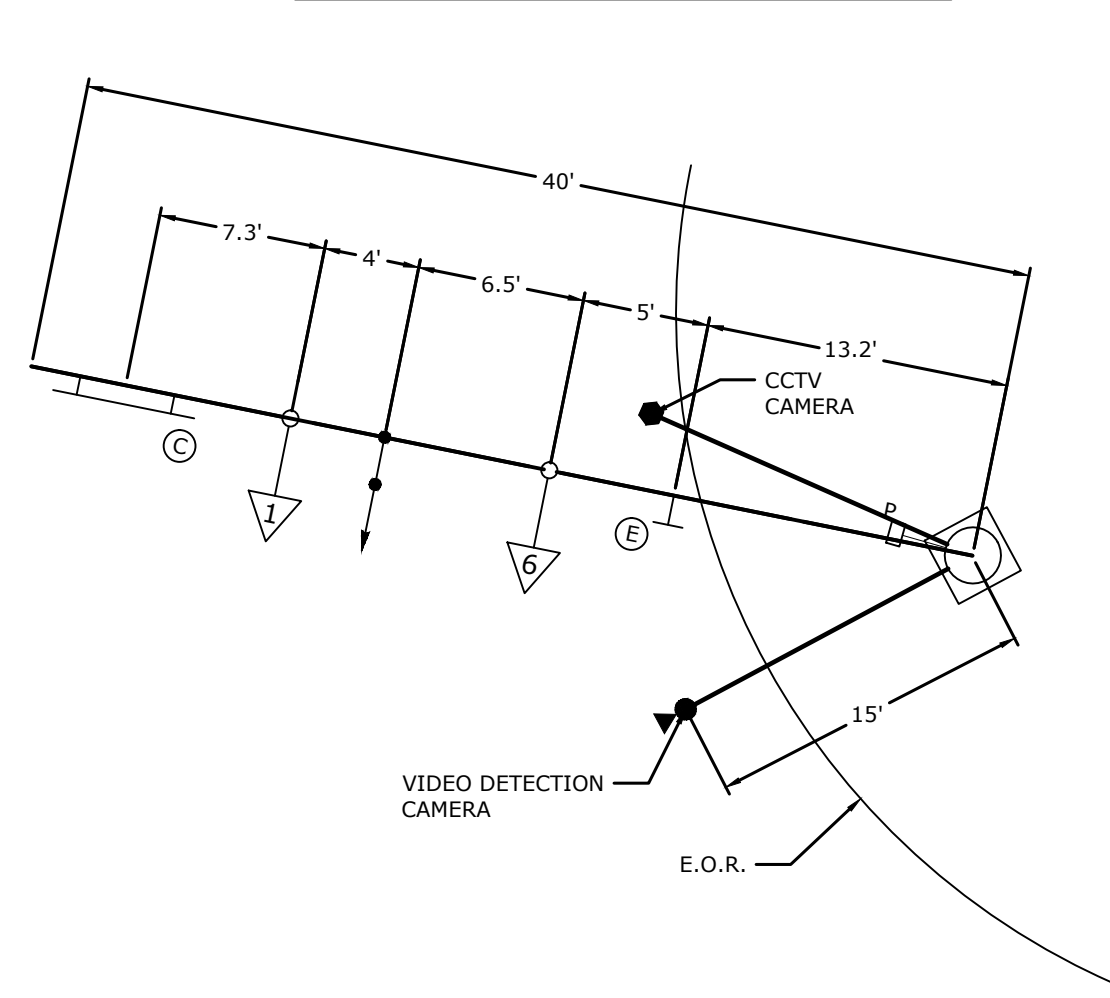 40'
7.3'
4'
6.5'
5'
13.2'
CCTV
CAMERA
C
1
P
E
6
15'
VIDEO DETECTION
CAMERA
E.O.R.